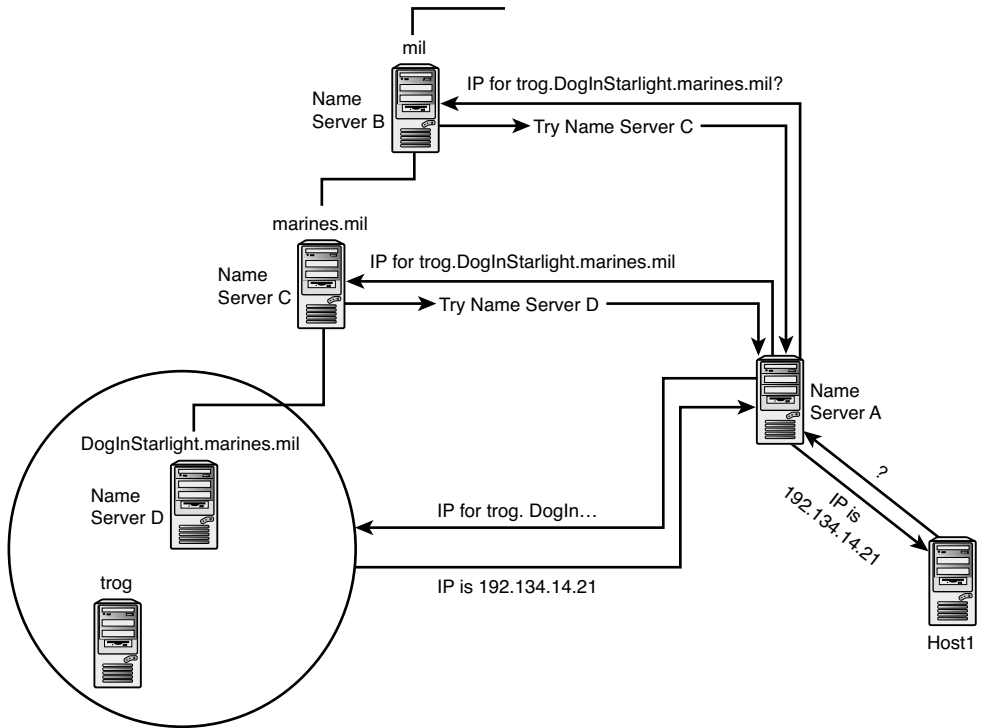 mil
IP for trog.DogInStarlight.marines.mil?
Name
Server B
Try Name Server C
marines.mil
IP for trog.DogInStarlight.marines.mil
Name
Server C
Try Name Server D
Name
Server A
DogInStarlight.marines.mil
Name
Server D
IP for trog. DogIn…
?
IP is
192.134.14.21
IP is 192.134.14.21
trog
Host1